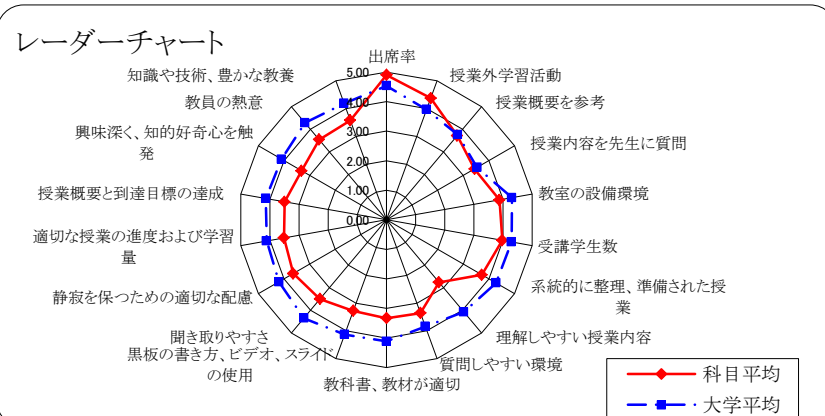 レーダーチャート
出席率
授業外学習活動
授業概要を参考
授業内容を先生に質問
教室の設備環境
受講学生数
系統的に整理、準備された授
業
理解しやすい授業内容
質問しやすい環境
教科書、教材が適切
黒板の書き方、ビデオ、スライド
の使用
聞き取りやすさ
静寂を保つための適切な配慮
適切な授業の進度および学習
量
授業概要と到達目標の達成
興味深く、知的好奇心を触
発
教員の熱意
知識や技術、豊かな教養
5.00
4.00
3.00
2.00
1.00
0.00
科目平均
大学平均